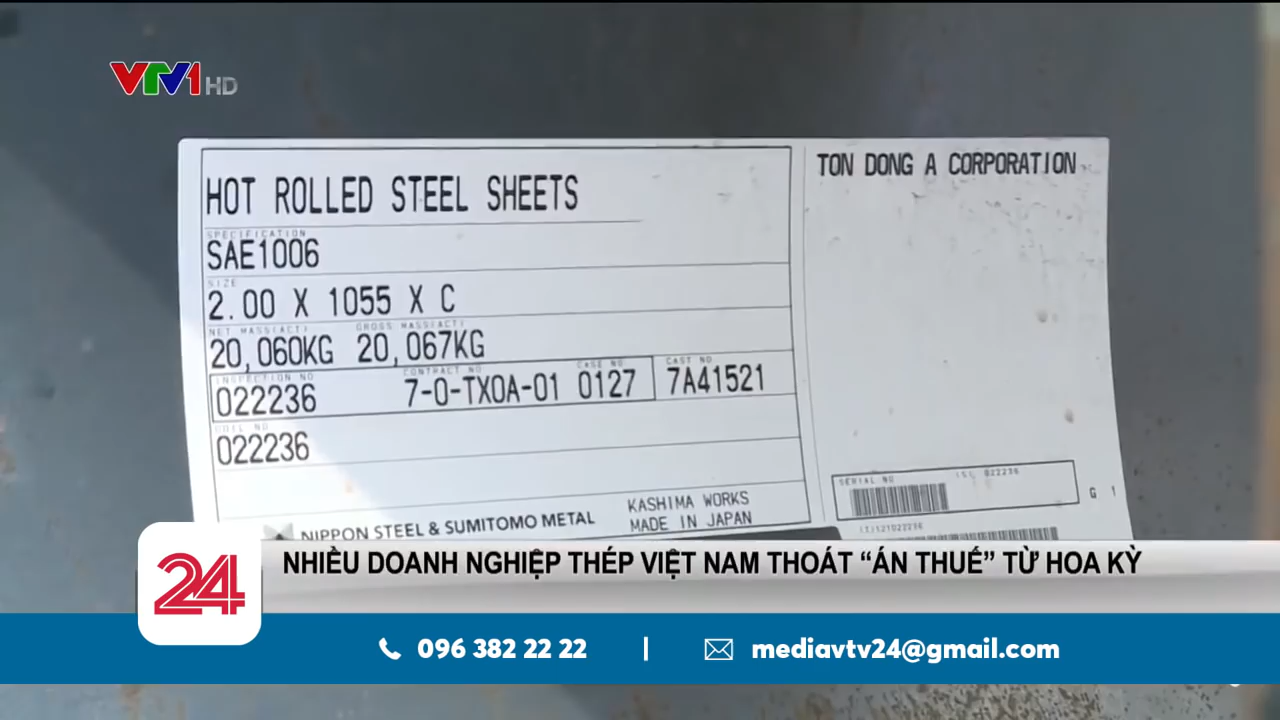 VTV1 HD
HOT ROLLED STEEL SHEETS
TON DONG A CORPORATION
SPECIFICATION
SAE1006
SIZE
2.00 X 1055 X C
NET MASS(ACT) GROSS MASS(ACT)
20,060KG 20,067KG
INSPECTION NO CONTRACT NO CASE NO CAST NO
022236 7-0-TX0A-01 0127 7A41521
COIL NO
022236
SERIAL NO (S) 022236
G 1
KASHIMA WORKS
NIPPON STEEL & SUMITOMO METAL MADE IN JAPAN
24
NHIỀU DOANH NGHIỆP THÉP VIỆT NAM THOÁT “ÁN THUẾ” TỪ HOA KỲ
096 382 22 22 | mediavtv24@gmail.com